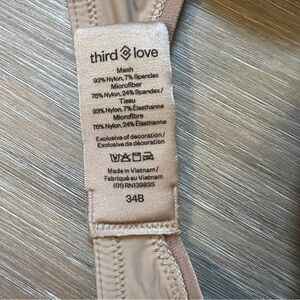 third love
Mesh
93% Nylon, 7% Spandex
Microfiber
76% Nylon, 24% Spandex /
Tissu
93% Nylon, 7% Élasthanne
Microfibre
76% Nylon, 24% Élasthanne
Exclusive of decoration /
Exclusive de décoration
Made in Vietnam /
Fabriqué au Vietnam
(01) RN139833
34B